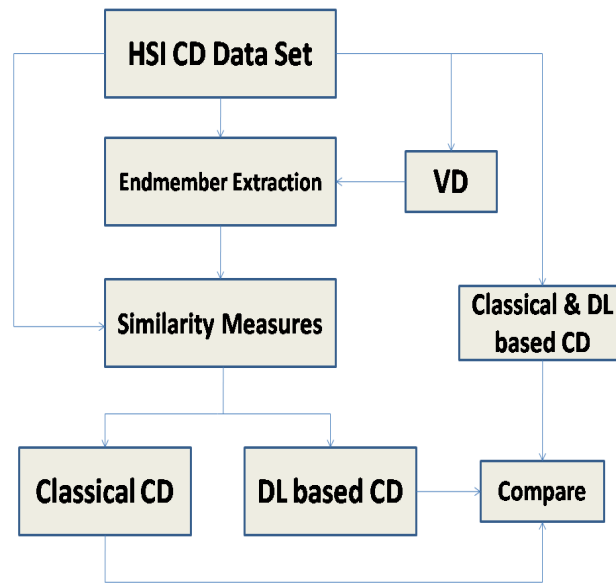 HSI CD Data Set
Endmember Extraction
VD
Similarity Measures
Classical & DL
based CD
Classical CD
DL based CD
Compare